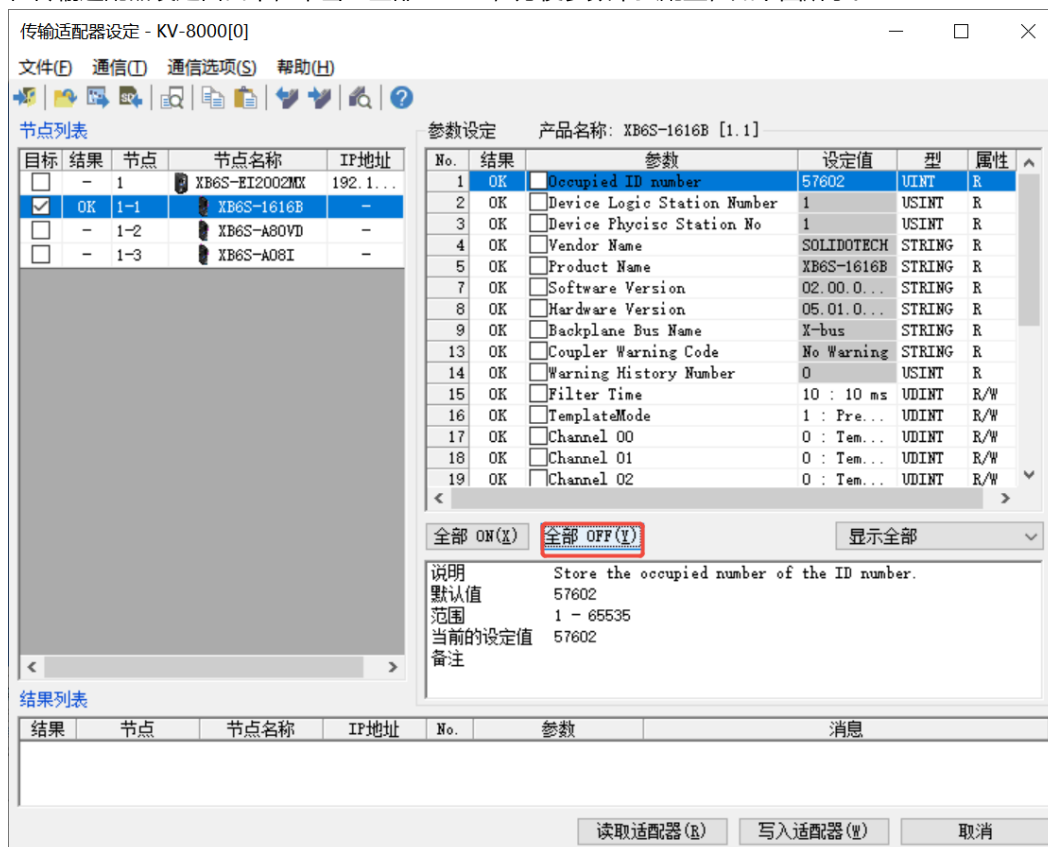 传输适配器设定 - KV-8000[0]
文件(F) 通信(T) 通信选项(S) 帮助(H)
节点列表
目标 结果 节点 节点名称 IP地址
- 1 XB6S-EI2002MX 192.1...
OK 1-1 XB6S-1616B -
- 1-2 XB6S-A80VD -
- 1-3 XB6S-A08I -
参数设定 产品名称: XB6S-1616B [1.1]
No. 结果 参数 设定值 型 属性
1 OK Occupied ID number 57602 UINT R
2 OK Device Logic Station Number 1 USINT R
3 OK Device Phycisc Station No 1 USINT R
4 OK Vendor Name SOLIDOTECH STRING R
5 OK Product Name XB6S-1616B STRING R
7 OK Software Version 02.00.0... STRING R
8 OK Hardware Version 05.01.0... STRING R
9 OK Backplane Bus Name X-bus STRING R
13 OK Coupler Warning Code No Warning STRING R
14 OK Warning History Number 0 USINT R
15 OK Filter Time 10 : 10 ms UDINT R/W
16 OK TemplateMode 1 : Pre... UDINT R/W
17 OK Channel 00 0 : Tem... UDINT R/W
18 OK Channel 01 0 : Tem... UDINT R/W
19 OK Channel 02 0 : Tem... UDINT R/W
全部 ON(X) 全部 OFF(Y) 显示全部
说明 Store the occupied number of the ID number.
默认值 57602
范围 1 - 65535
当前的设定值 57602
备注
结果列表
结果 节点 节点名称 IP地址 No. 参数 消息
读取适配器(R) 写入适配器(W) 取消